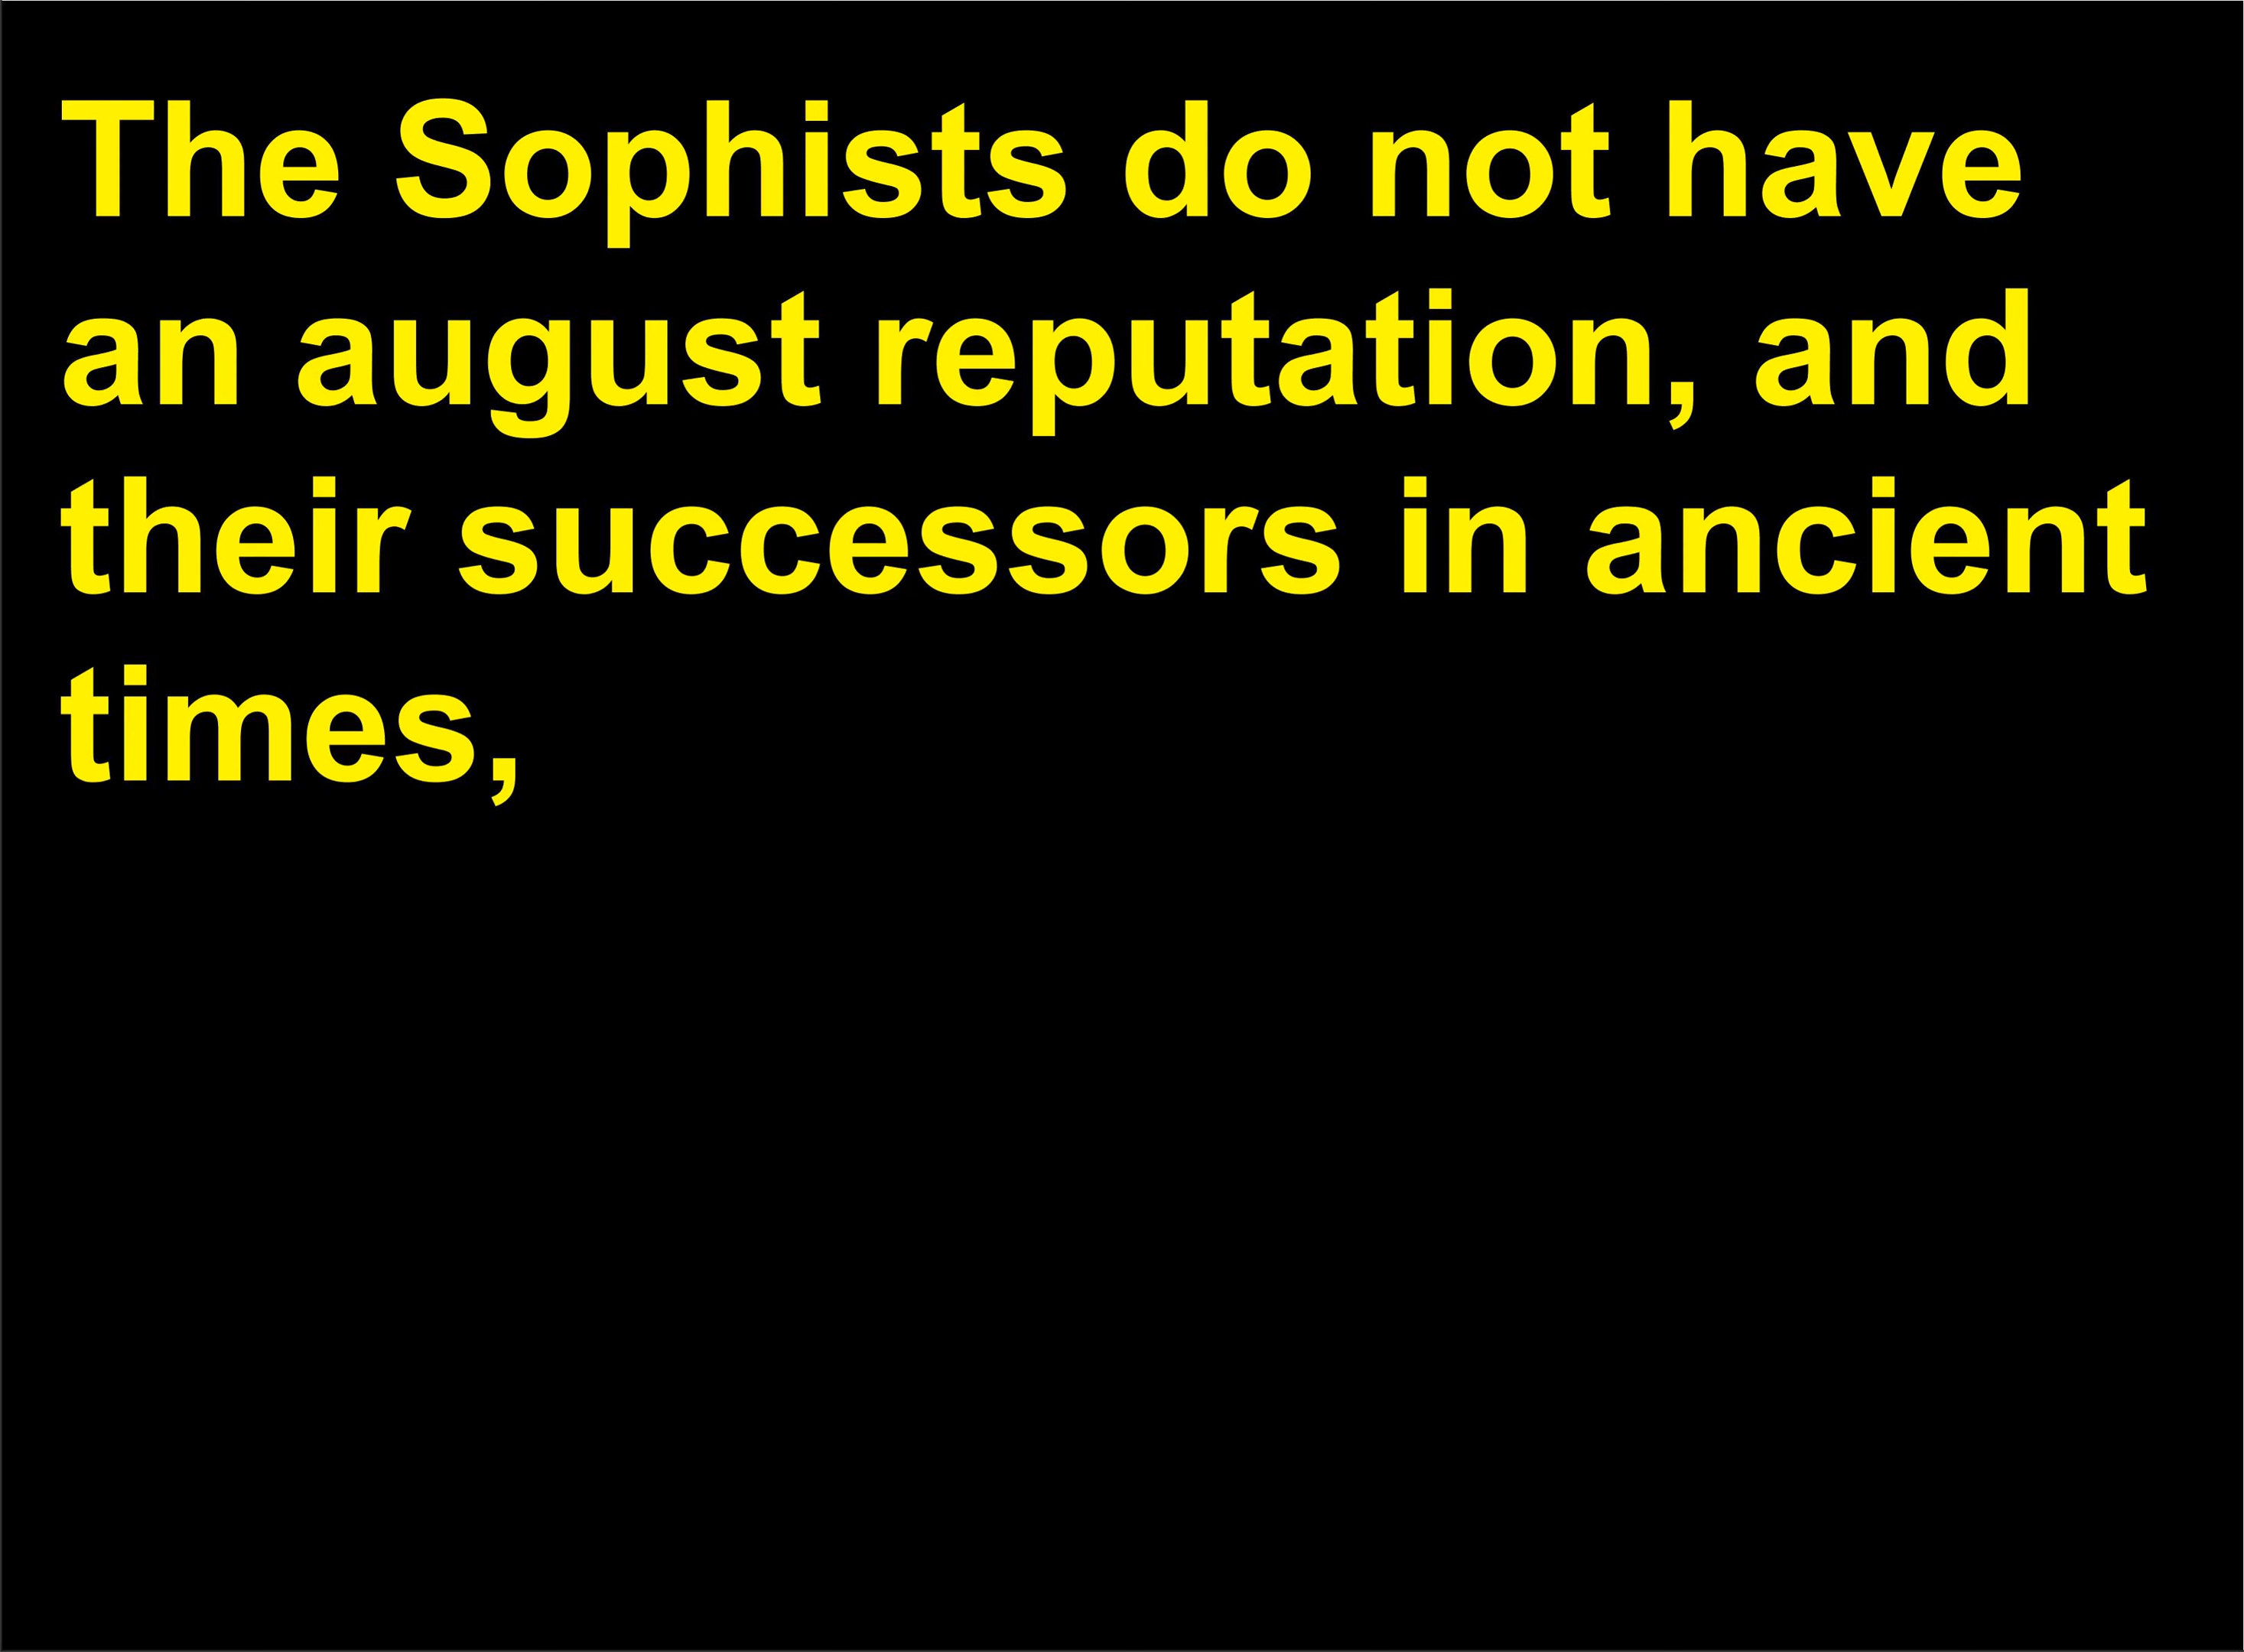 The Sophists do not have
an august reputation, and
their successors in ancient
times,